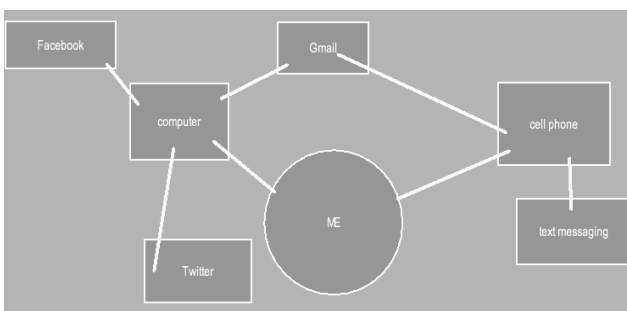 Facebook
Gmail
computer
cell phone
ME
text messaging
Twitter